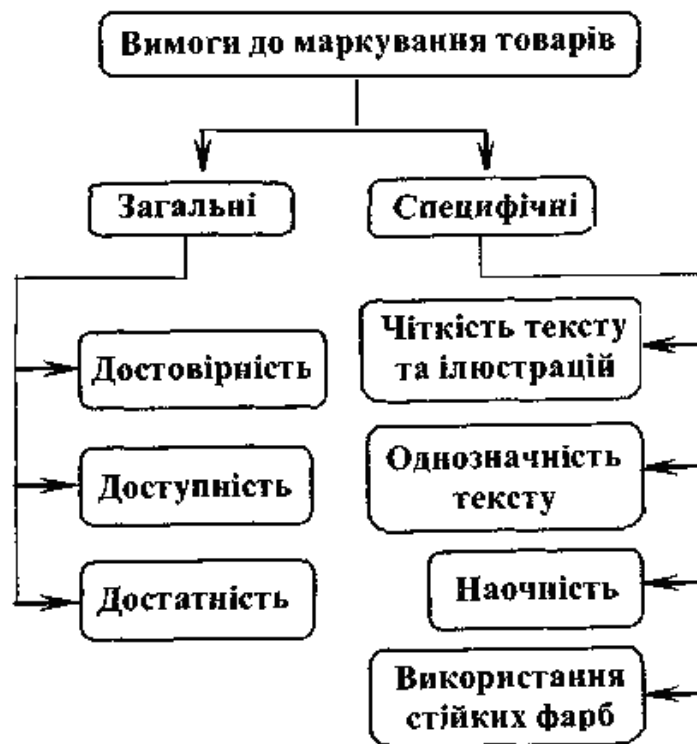 Вимоги до маркування товарів
Загальні
Специфічні
Достовірність
Доступність
Достатність
Чіткість тексту
та ілюстрацій
Однозначність
тексту
Наочність
Використання
стійких фарб